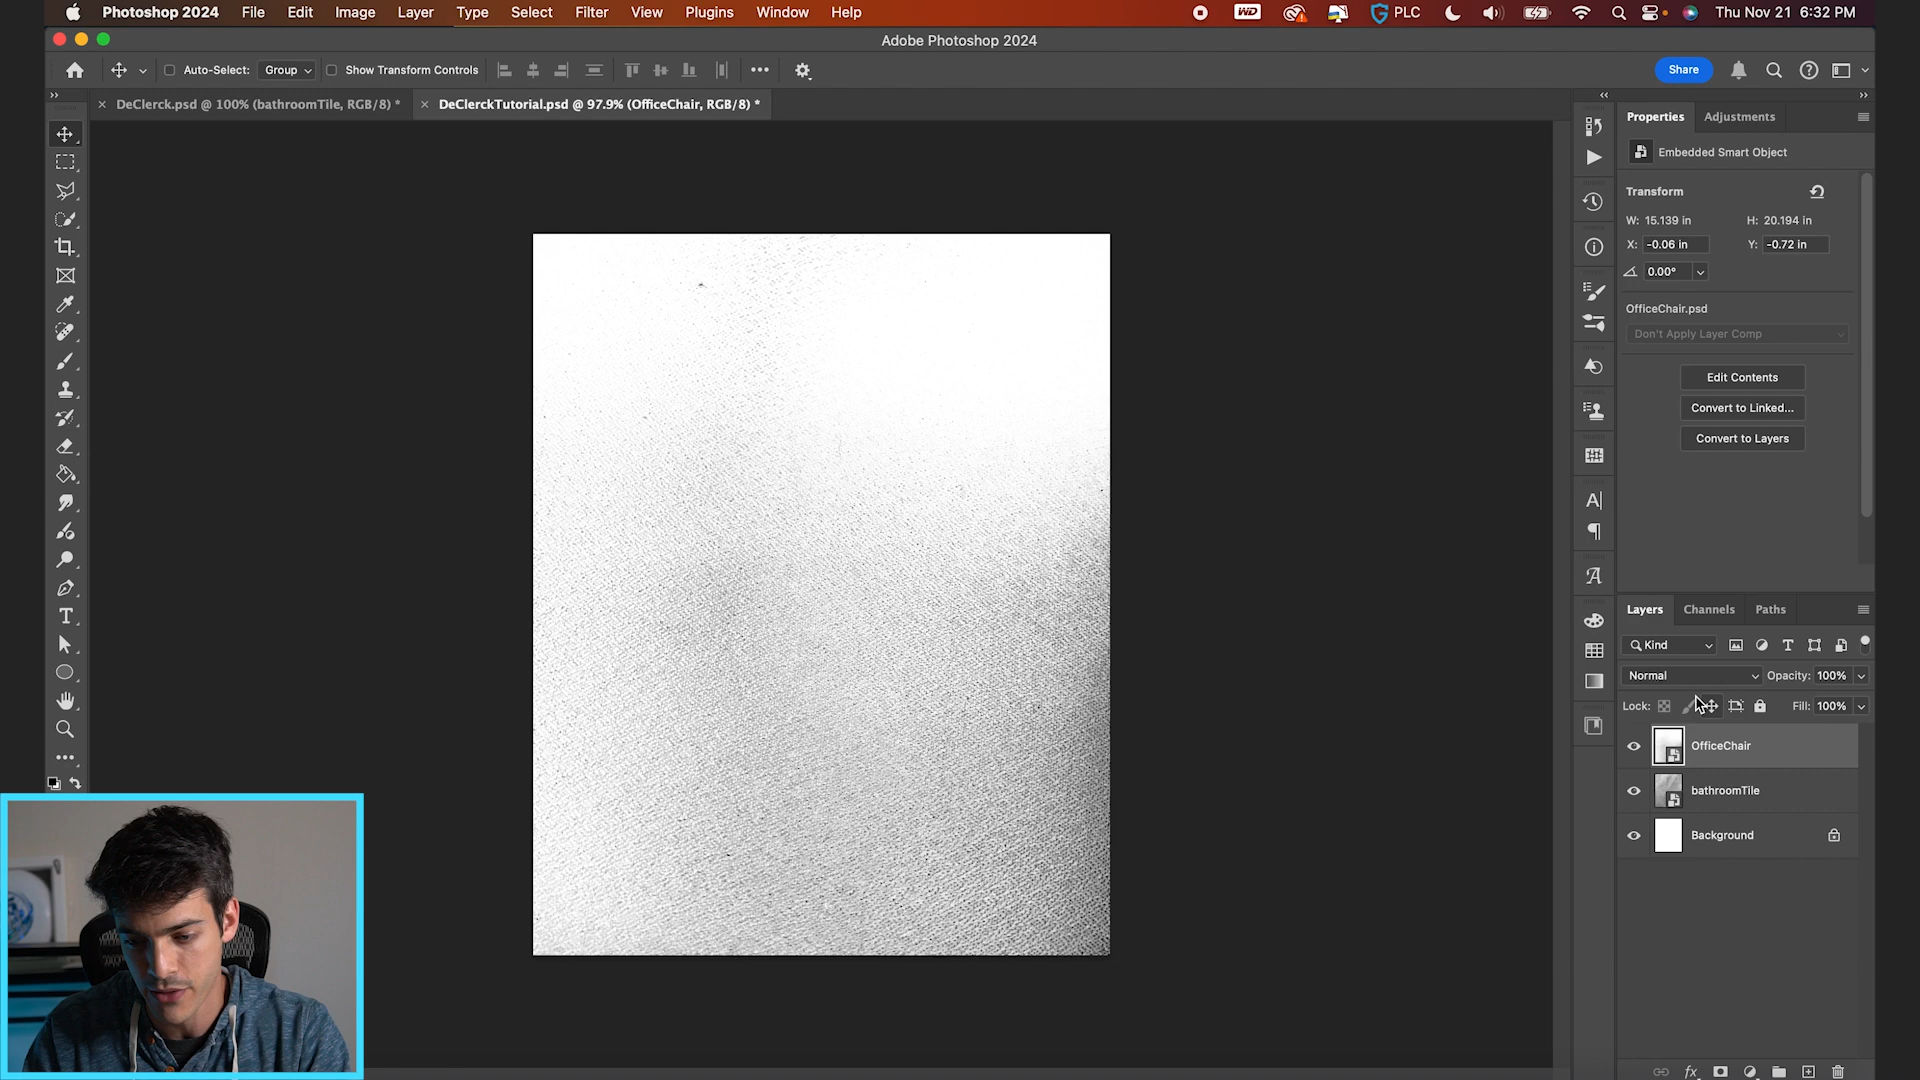 Photoshop 2024 File Edit Image Layer Type Select Filter View Plugins Window Help WD PLC Thu Nov 21 6:32 PM
Adobe Photoshop 2024
Auto-Select: Group Show Transform Controls Share
DeClerck.psd @ 100% (bathroomTile, RGB/8) * DeClerckTutorial.psd @ 97.9% (OfficeChair, RGB/8) *
Properties Adjustments
Embedded Smart Object
Transform
W: 15.139 in H: 20.194 in
X: -0.06 in Y: -0.72 in
0.00°
OfficeChair.psd
Don't Apply Layer Comp
Edit Contents
Convert to Linked...
Convert to Layers
Layers Channels Paths
Kind
Normal Opacity: 100%
Lock: Fill: 100%
OfficeChair
bathroomTile
Background